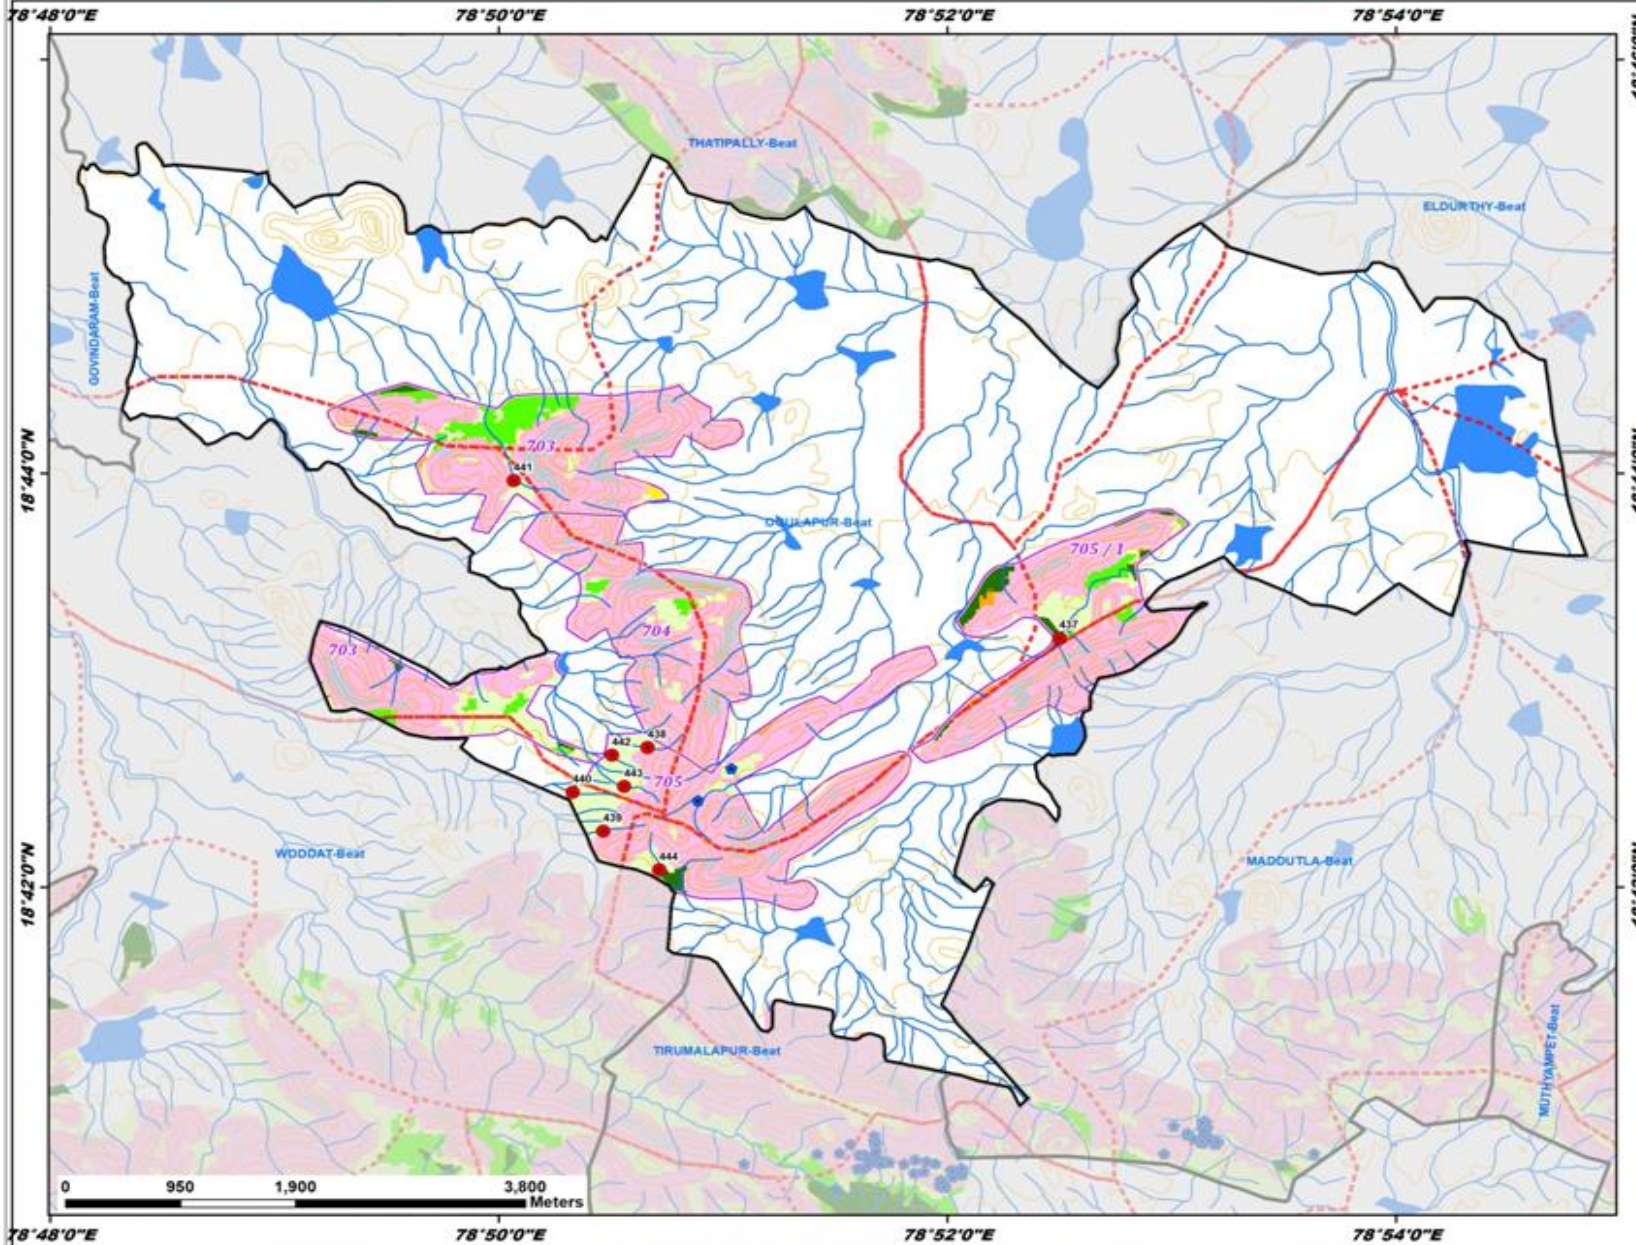 78°48'0"E
78°50'0"E
78°52'0"E
78°54'0"E
THATIPALLY-Beat
ELDURTHY-Beat
GOVINDARAM-Beat
703
441
18°44'0"N
OGULAPUR-Beat
705 / 1
437
704
703
438
442
705
443
440
439
444
WODDAT-Beat
MADDUTLA-Beat
18°42'0"N
TIRUMALAPUR-Beat
MUTHYAMPET-Beat
0 950 1,900 3,800
Meters
78°48'0"E
78°50'0"E
78°52'0"E
78°54'0"E